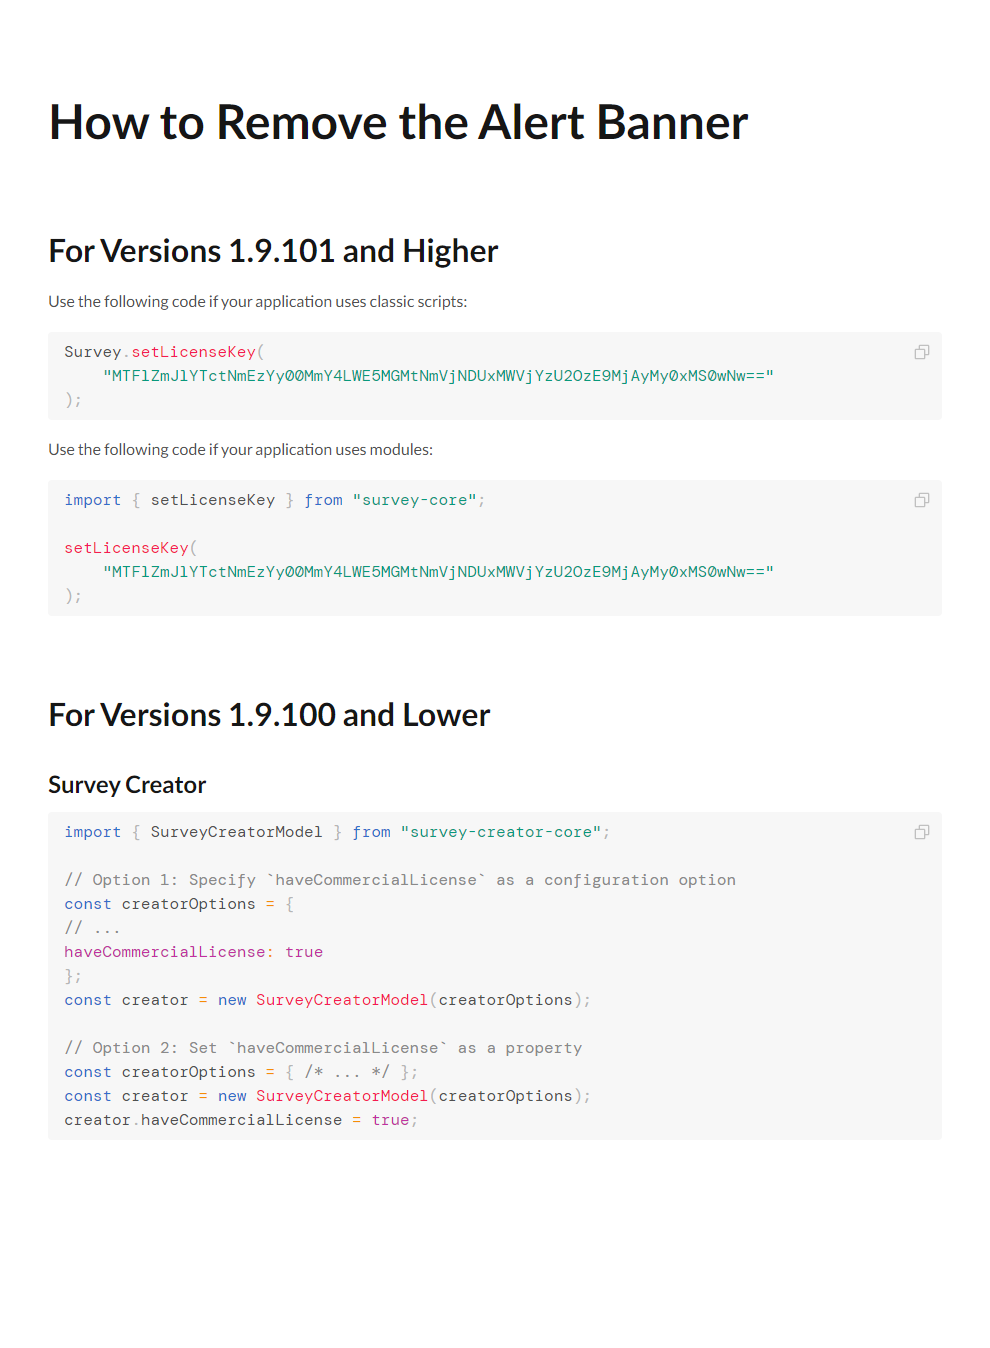 How to Remove the Alert Banner
For Versions 1.9.101 and Higher
Use the following code if your application uses classic scripts:
Survey.setLicenseKey(
"MTFlZmJlYTctNmEzYy00MmY4LWE5MGMtNmVjNDUxMWVjYzU2OzE9MjAyMy0xMS0wNw=="
);
Use the following code if your application uses modules:
import { setLicenseKey } from "survey-core";
setLicenseKey(
"MTFlZmJlYTctNmEzYy00MmY4LWE5MGMtNmVjNDUxMWVjYzU2OzE9MjAyMy0xMS0wNw=="
);
For Versions 1.9.100 and Lower
Survey Creator
import { SurveyCreatorModel } from "survey-creator-core";
// Option 1: Specify `haveCommercialLicense` as a configuration option
const creatorOptions = {
// ...
haveCommercialLicense: true
};
const creator = new SurveyCreatorModel(creatorOptions);
// Option 2: Set `haveCommercialLicense` as a property
const creatorOptions = { /* ... */ };
const creator = new SurveyCreatorModel(creatorOptions);
creator.haveCommercialLicense = true;